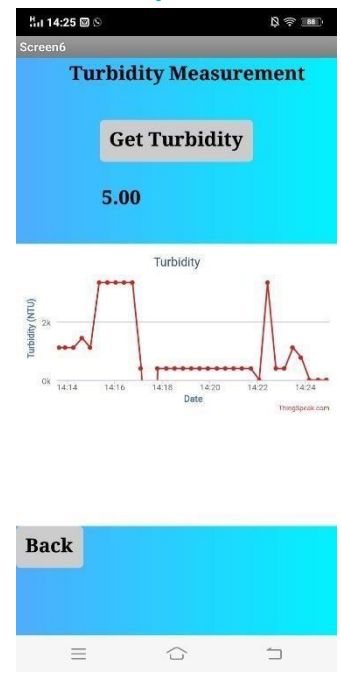 14:25 88
Screen6
Turbidity Measurement
Get Turbidity
5.00
Turbidity
Turbidity (NTU)
2k
0k
14:14 14:16 14:18 14:20 14:22 14:24
Date
ThingSpeak.com
Back